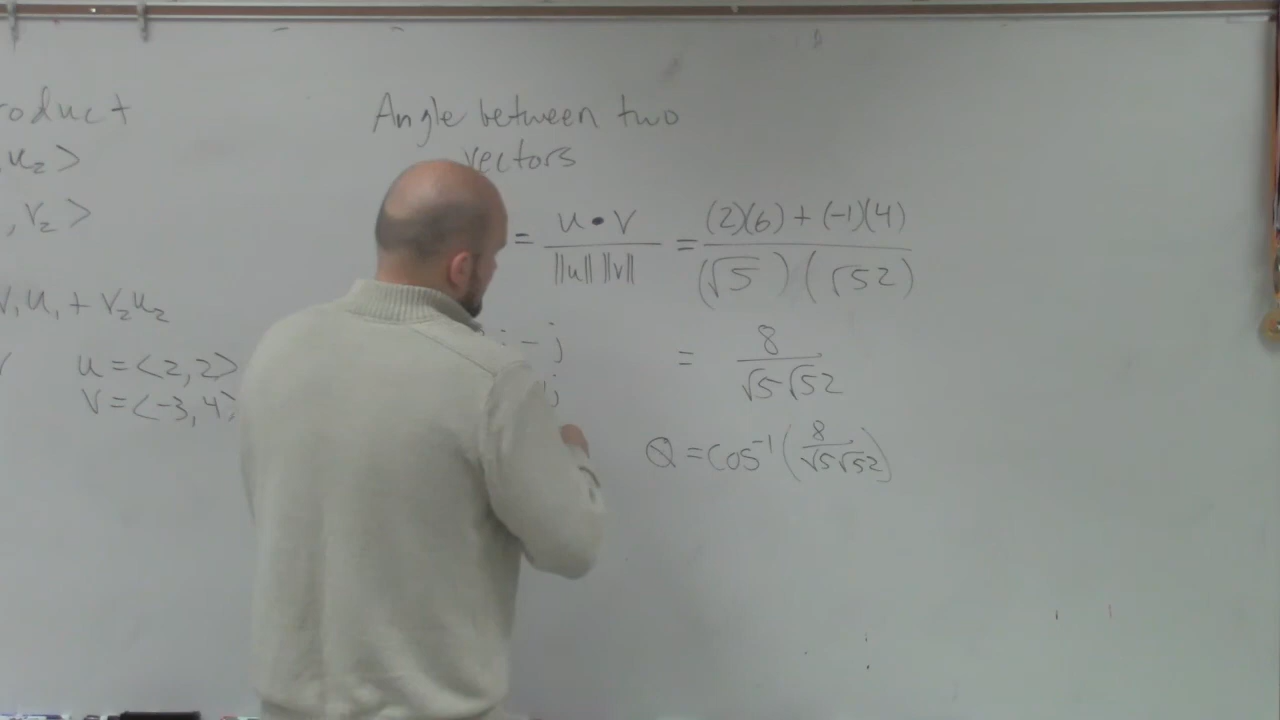 oduct
, u₂ >
, v₂ >
v₁u₁ + v₂u₂
u = <2, 2>
v = <-3, 4>
Angle between two
vectors
= u • v / ||u|| ||v|| = (2)(6) + (-1)(4) / (√5) (√52)
i - j
j
= 8 / √5√52
θ = cos⁻¹ (8 / √5√52)